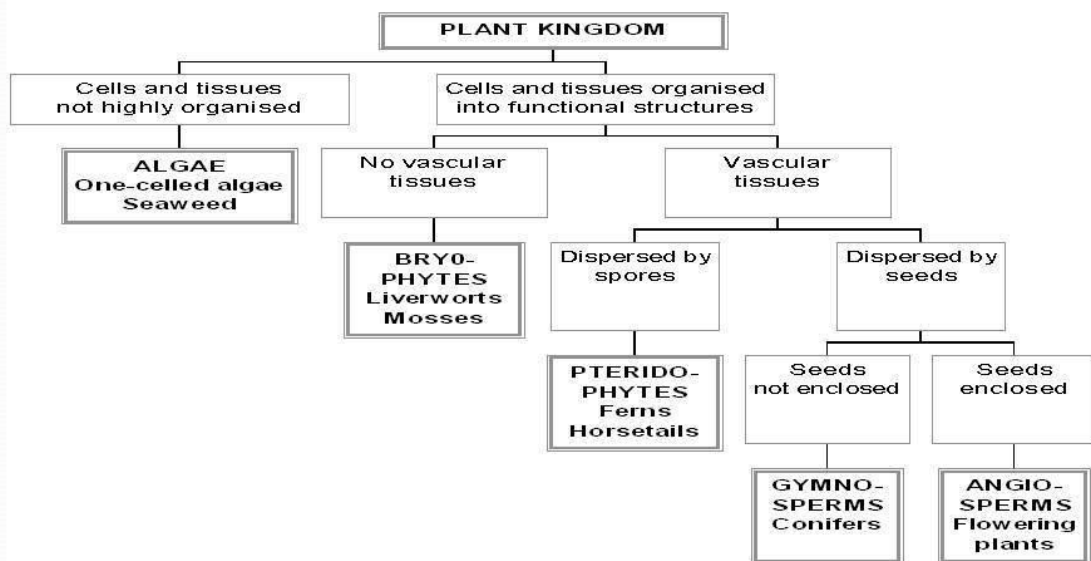 PLANT KINGDOM
Cells and tissues
not highly organised
Cells and tissues organised
into functional structures
ALGAE
One-celled algae
Seaweed
No vascular
tissues
Vascular
tissues
BRY0-
PHYTES
Liverworts
Mosses
Dispersed by
spores
Dispersed by
seeds
PTERIDO-
PHYTES
Ferns
Horsetails
Seeds
not enclosed
Seeds
enclosed
GYMNO-
SPERMS
Conifers
ANGIO-
SPERMS
Flowering
plants